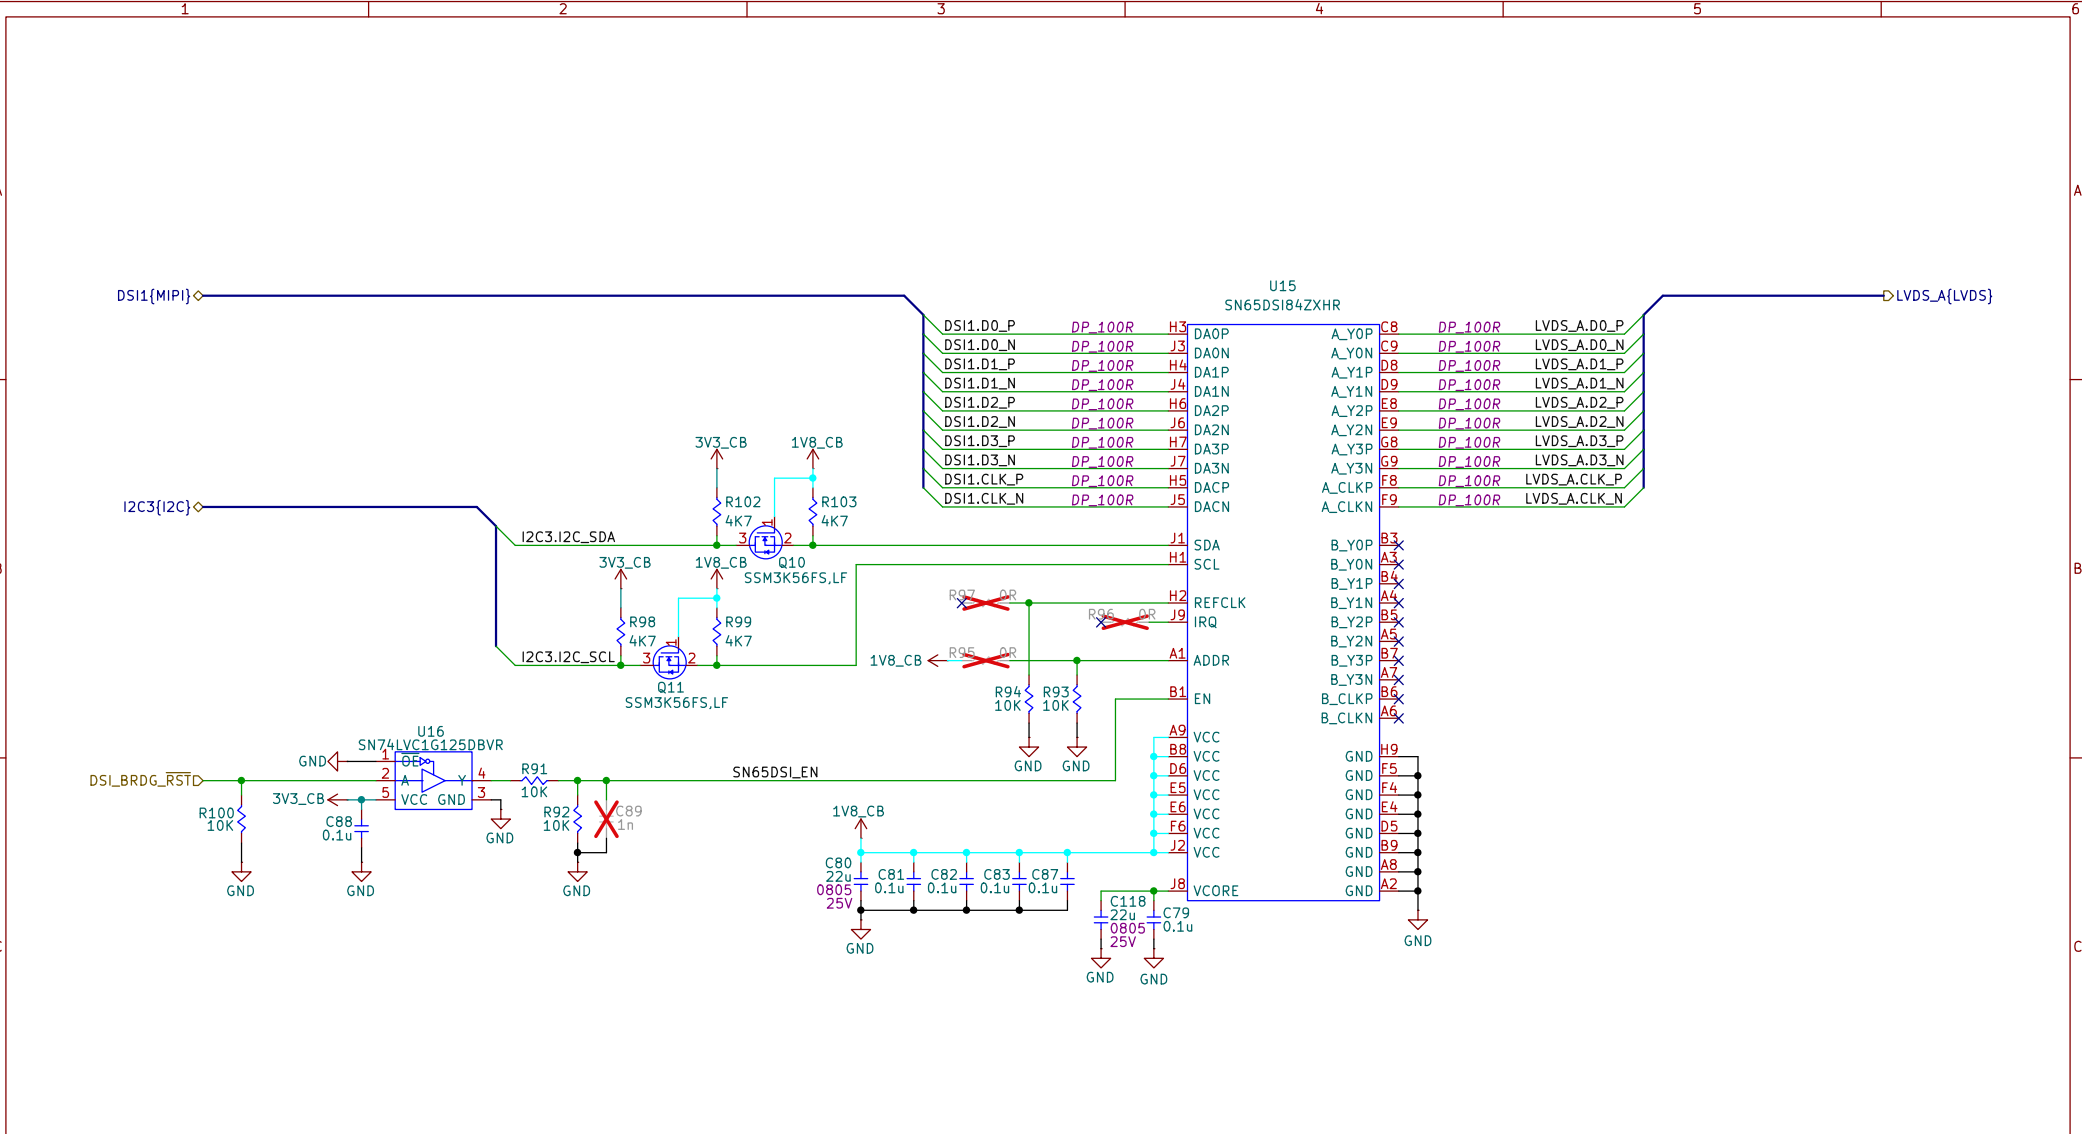 1 2 3 4 5 6
A
A
B
B
C
C
DSI1{MIPI}
I2C3{I2C}
DSI_BRDG_RST
LVDS_A{LVDS}
U15
SN65DSI84ZXHR
DSI1.D0_P DP_100R H3 DA0P
DSI1.D0_N DP_100R J3 DA0N
DSI1.D1_P DP_100R H4 DA1P
DSI1.D1_N DP_100R J4 DA1N
DSI1.D2_P DP_100R H6 DA2P
DSI1.D2_N DP_100R J6 DA2N
DSI1.D3_P DP_100R H7 DA3P
DSI1.D3_N DP_100R J7 DA3N
DSI1.CLK_P DP_100R H5 DACP
DSI1.CLK_N DP_100R J5 DACN
J1 SDA
H1 SCL
H2 REFCLK
J9 IRQ
A1 ADDR
B1 EN
A9 VCC
B8 VCC
D6 VCC
E5 VCC
E6 VCC
F6 VCC
J2 VCC
J8 VCORE
A_Y0P C8 DP_100R LVDS_A.D0_P
A_Y0N C9 DP_100R LVDS_A.D0_N
A_Y1P D8 DP_100R LVDS_A.D1_P
A_Y1N D9 DP_100R LVDS_A.D1_N
A_Y2P E8 DP_100R LVDS_A.D2_P
A_Y2N E9 DP_100R LVDS_A.D2_N
A_Y3P G8 DP_100R LVDS_A.D3_P
A_Y3N G9 DP_100R LVDS_A.D3_N
A_CLKP F8 DP_100R LVDS_A.CLK_P
A_CLKN F9 DP_100R LVDS_A.CLK_N
B_Y0P B3
B_Y0N A3
B_Y1P B4
B_Y1N A4
B_Y2P B5
B_Y2N A5
B_Y3P B7
B_Y3N A7
B_CLKP B6
B_CLKN A6
GND H9
GND F5
GND F4
GND E4
GND D5
GND B9
GND A8
GND A2
GND
3V3_CB 1V8_CB
R102
4K7
R103
4K7
I2C3.I2C_SDA
3 1 2
Q10
SSM3K56FS,LF
3V3_CB 1V8_CB
R98
4K7
R99
4K7
I2C3.I2C_SCL
3 1 2
Q11
SSM3K56FS,LF
R97 0R
R96 0R
1V8_CB R95 0R
R94
10K
R93
10K
GND GND
U16
SN74LVC1G125DBVR
GND 1 OE
2 A Y 4
3V3_CB 5 VCC GND 3
R91
10K
SN65DSI_EN
R100
10K
C88
0.1u
R92
10K
C89
1n
GND
GND GND GND
1V8_CB
C80
22u
0805
25V
C81
0.1u
C82
0.1u
C83
0.1u
C87
0.1u
GND
C118
22u
0805
25V
C79
0.1u
GND GND